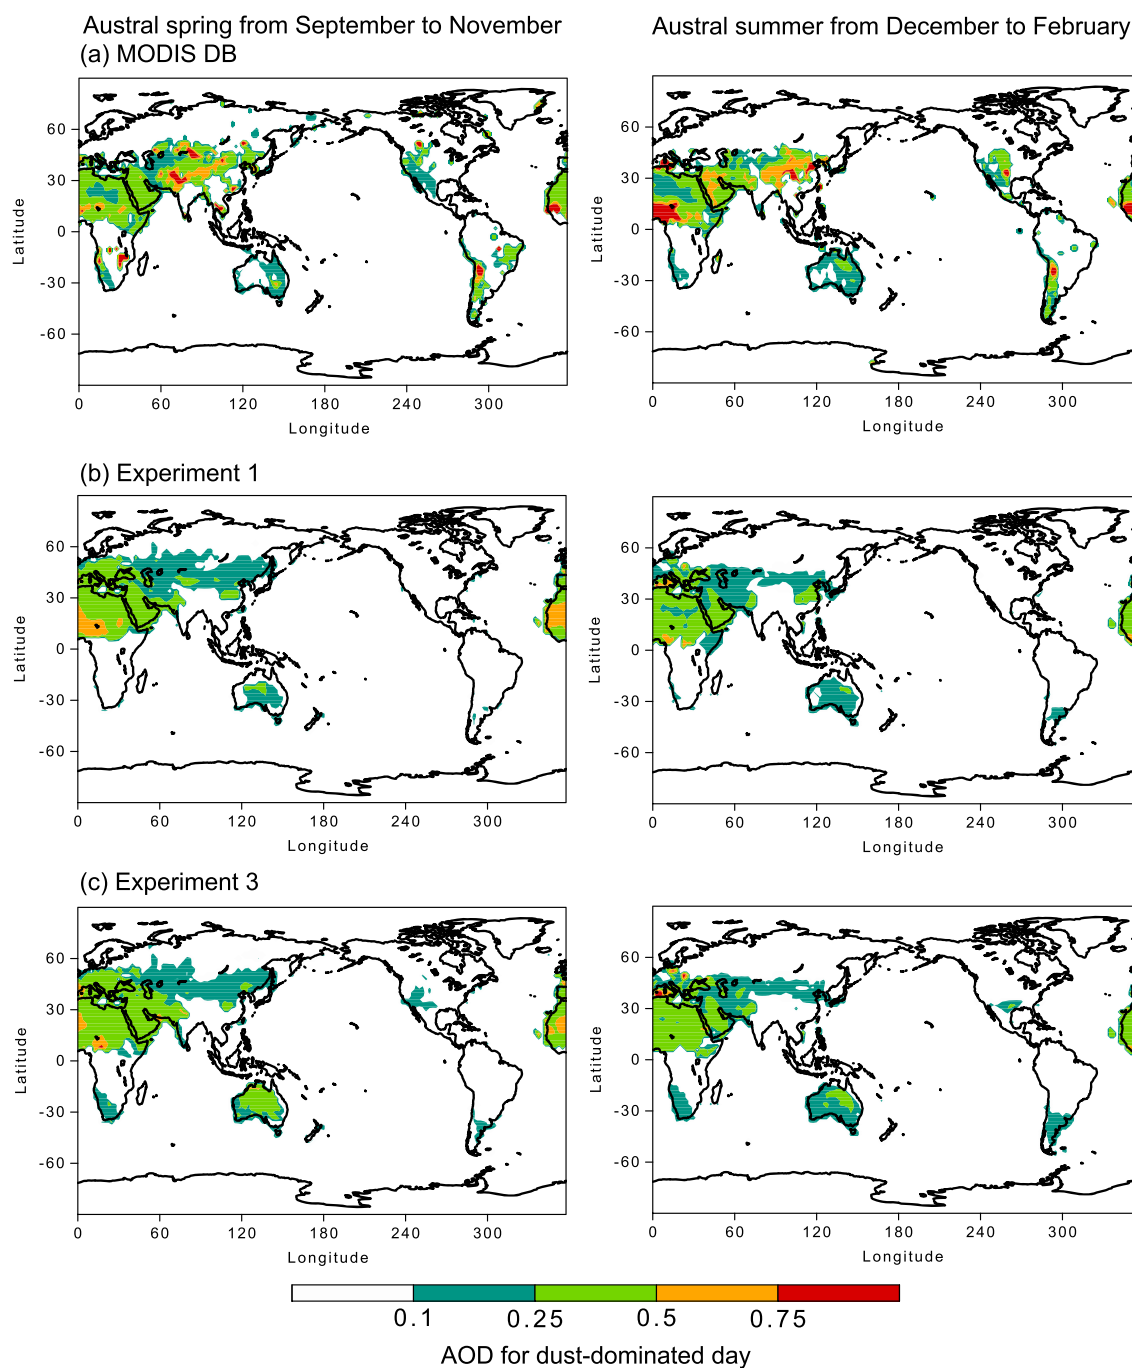 Austral spring from September to November
Austral summer from December to February
(a) MODIS DB
60
30
0
-30
-60
Latitude
0 60 120 180 240 300
Longitude
60
30
0
-30
-60
Latitude
0 60 120 180 240 300
Longitude
(b) Experiment 1
60
30
0
-30
-60
Latitude
0 60 120 180 240 300
Longitude
60
30
0
-30
-60
Latitude
0 60 120 180 240 300
Longitude
(c) Experiment 3
60
30
0
-30
-60
Latitude
0 60 120 180 240 300
Longitude
60
30
0
-30
-60
Latitude
0 60 120 180 240 300
Longitude
0.1 0.25 0.5 0.75
AOD for dust-dominated day